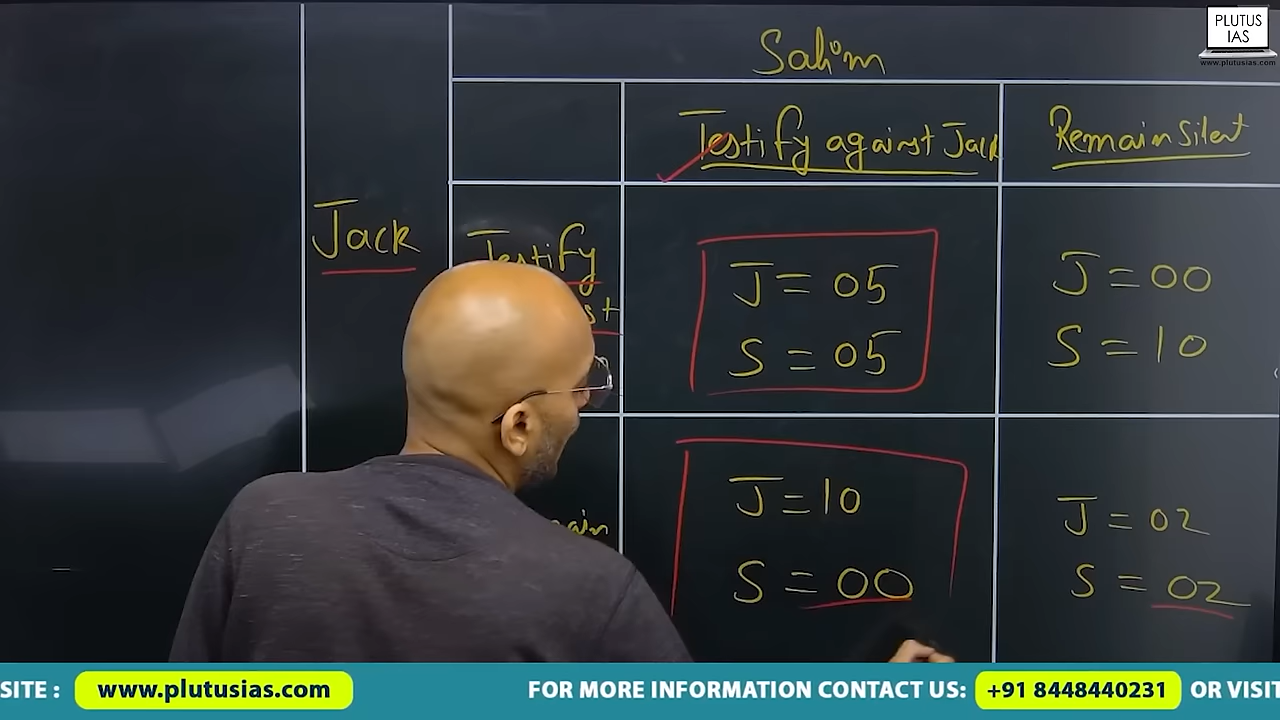 PLUTUS
IAS
www.plutusias.com
Sahim
Testify against Jack
Remain Silent
Jack
Testify
J = 05
S = 05
J = 00
S = 10
J = 10
S = 00
J = 02
S = 02
SITE :
www.plutusias.com
FOR MORE INFORMATION CONTACT US:
+91 8448440231
OR VISIT